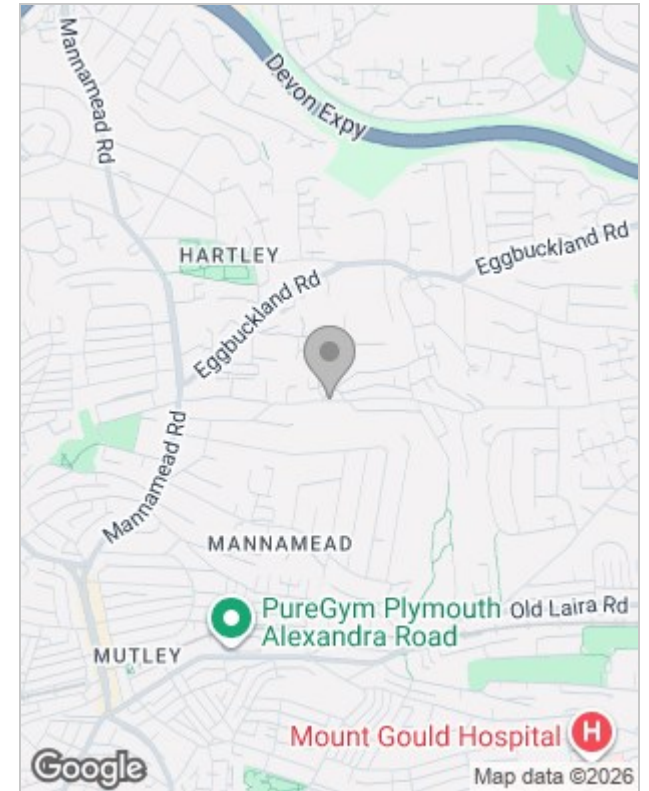 Mannamead Rd
Devon Expy
HARTLEY
Eggbuckland Rd
Eggbuckland Rd
Mannamead Rd
MANNAMEAD
PureGym Plymouth
Alexandra Road
Old Laira Rd
MUTLEY
Mount Gould Hospital
H
Google
Map data ©2026